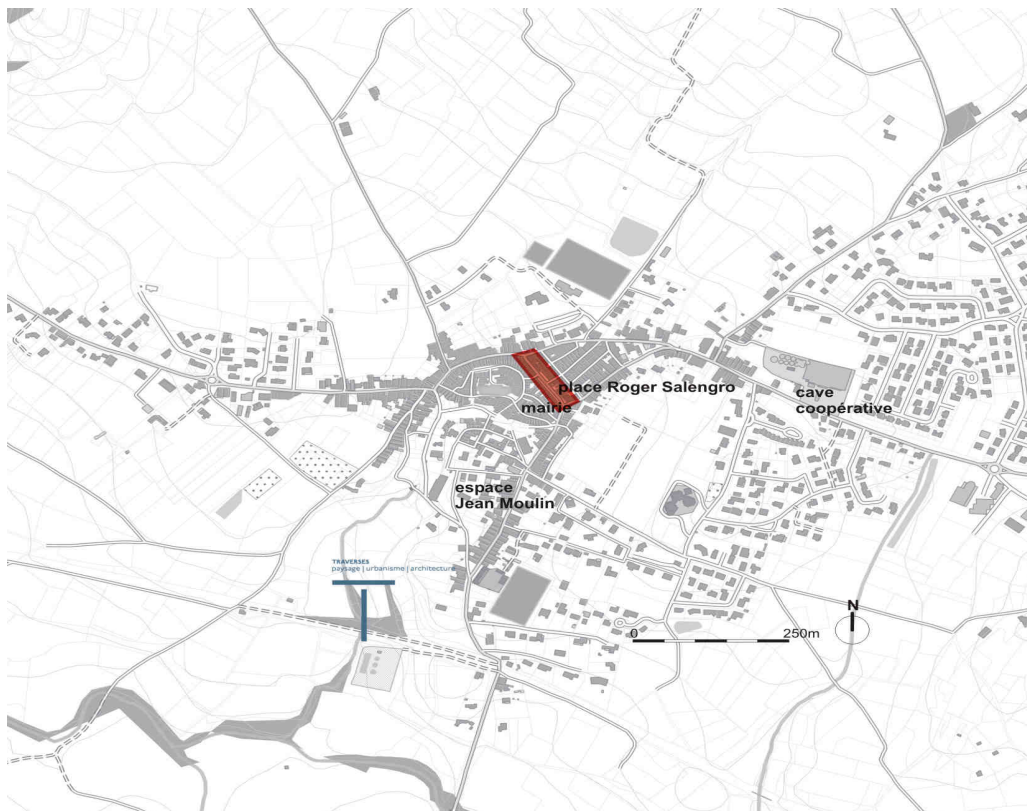 place Roger Salengro
mairie
cave
coopérative
espace
Jean Moulin
TRAVERSES
paysage | urbanisme | architecture
N
0
250m